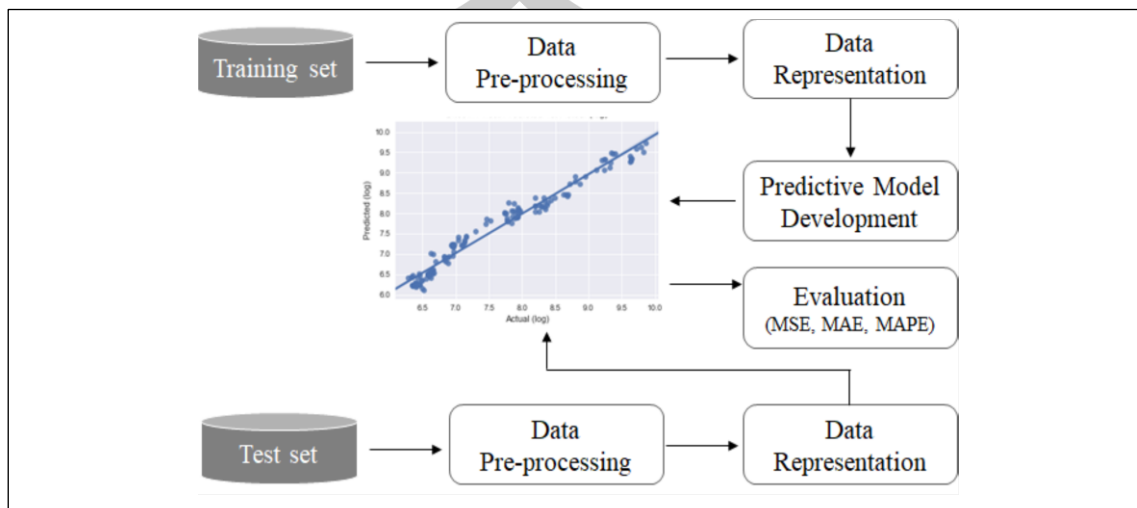 Training set
Data
Pre-processing
Data
Representation
10.0
9.5
9.0
8.5
8.0
7.5
7.0
6.5
6.0
Predicted (log)
6.5 7.0 7.5 8.0 8.5 9.0 9.5 10.0
Actual (log)
Predictive Model
Development
Evaluation
(MSE, MAE, MAPE)
Test set
Data
Pre-processing
Data
Representation